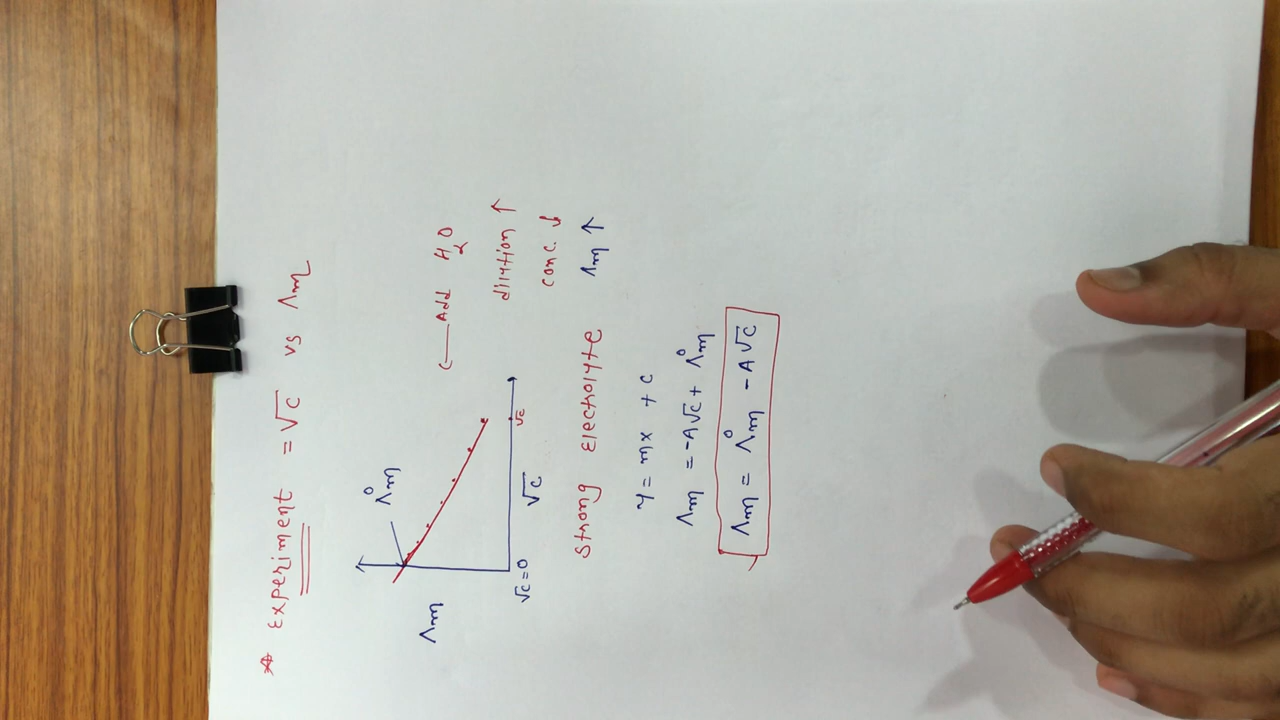 * Experiment = √c vs Λm
Λ°m
Λm
√c=0
√c
√c
← Add H2O
dilution ↑
conc. ↓
Λm ↑
Strong Electrolyte
y = mx + c
Λm = -A√c + Λ°m
Λm = Λ°m - A√c